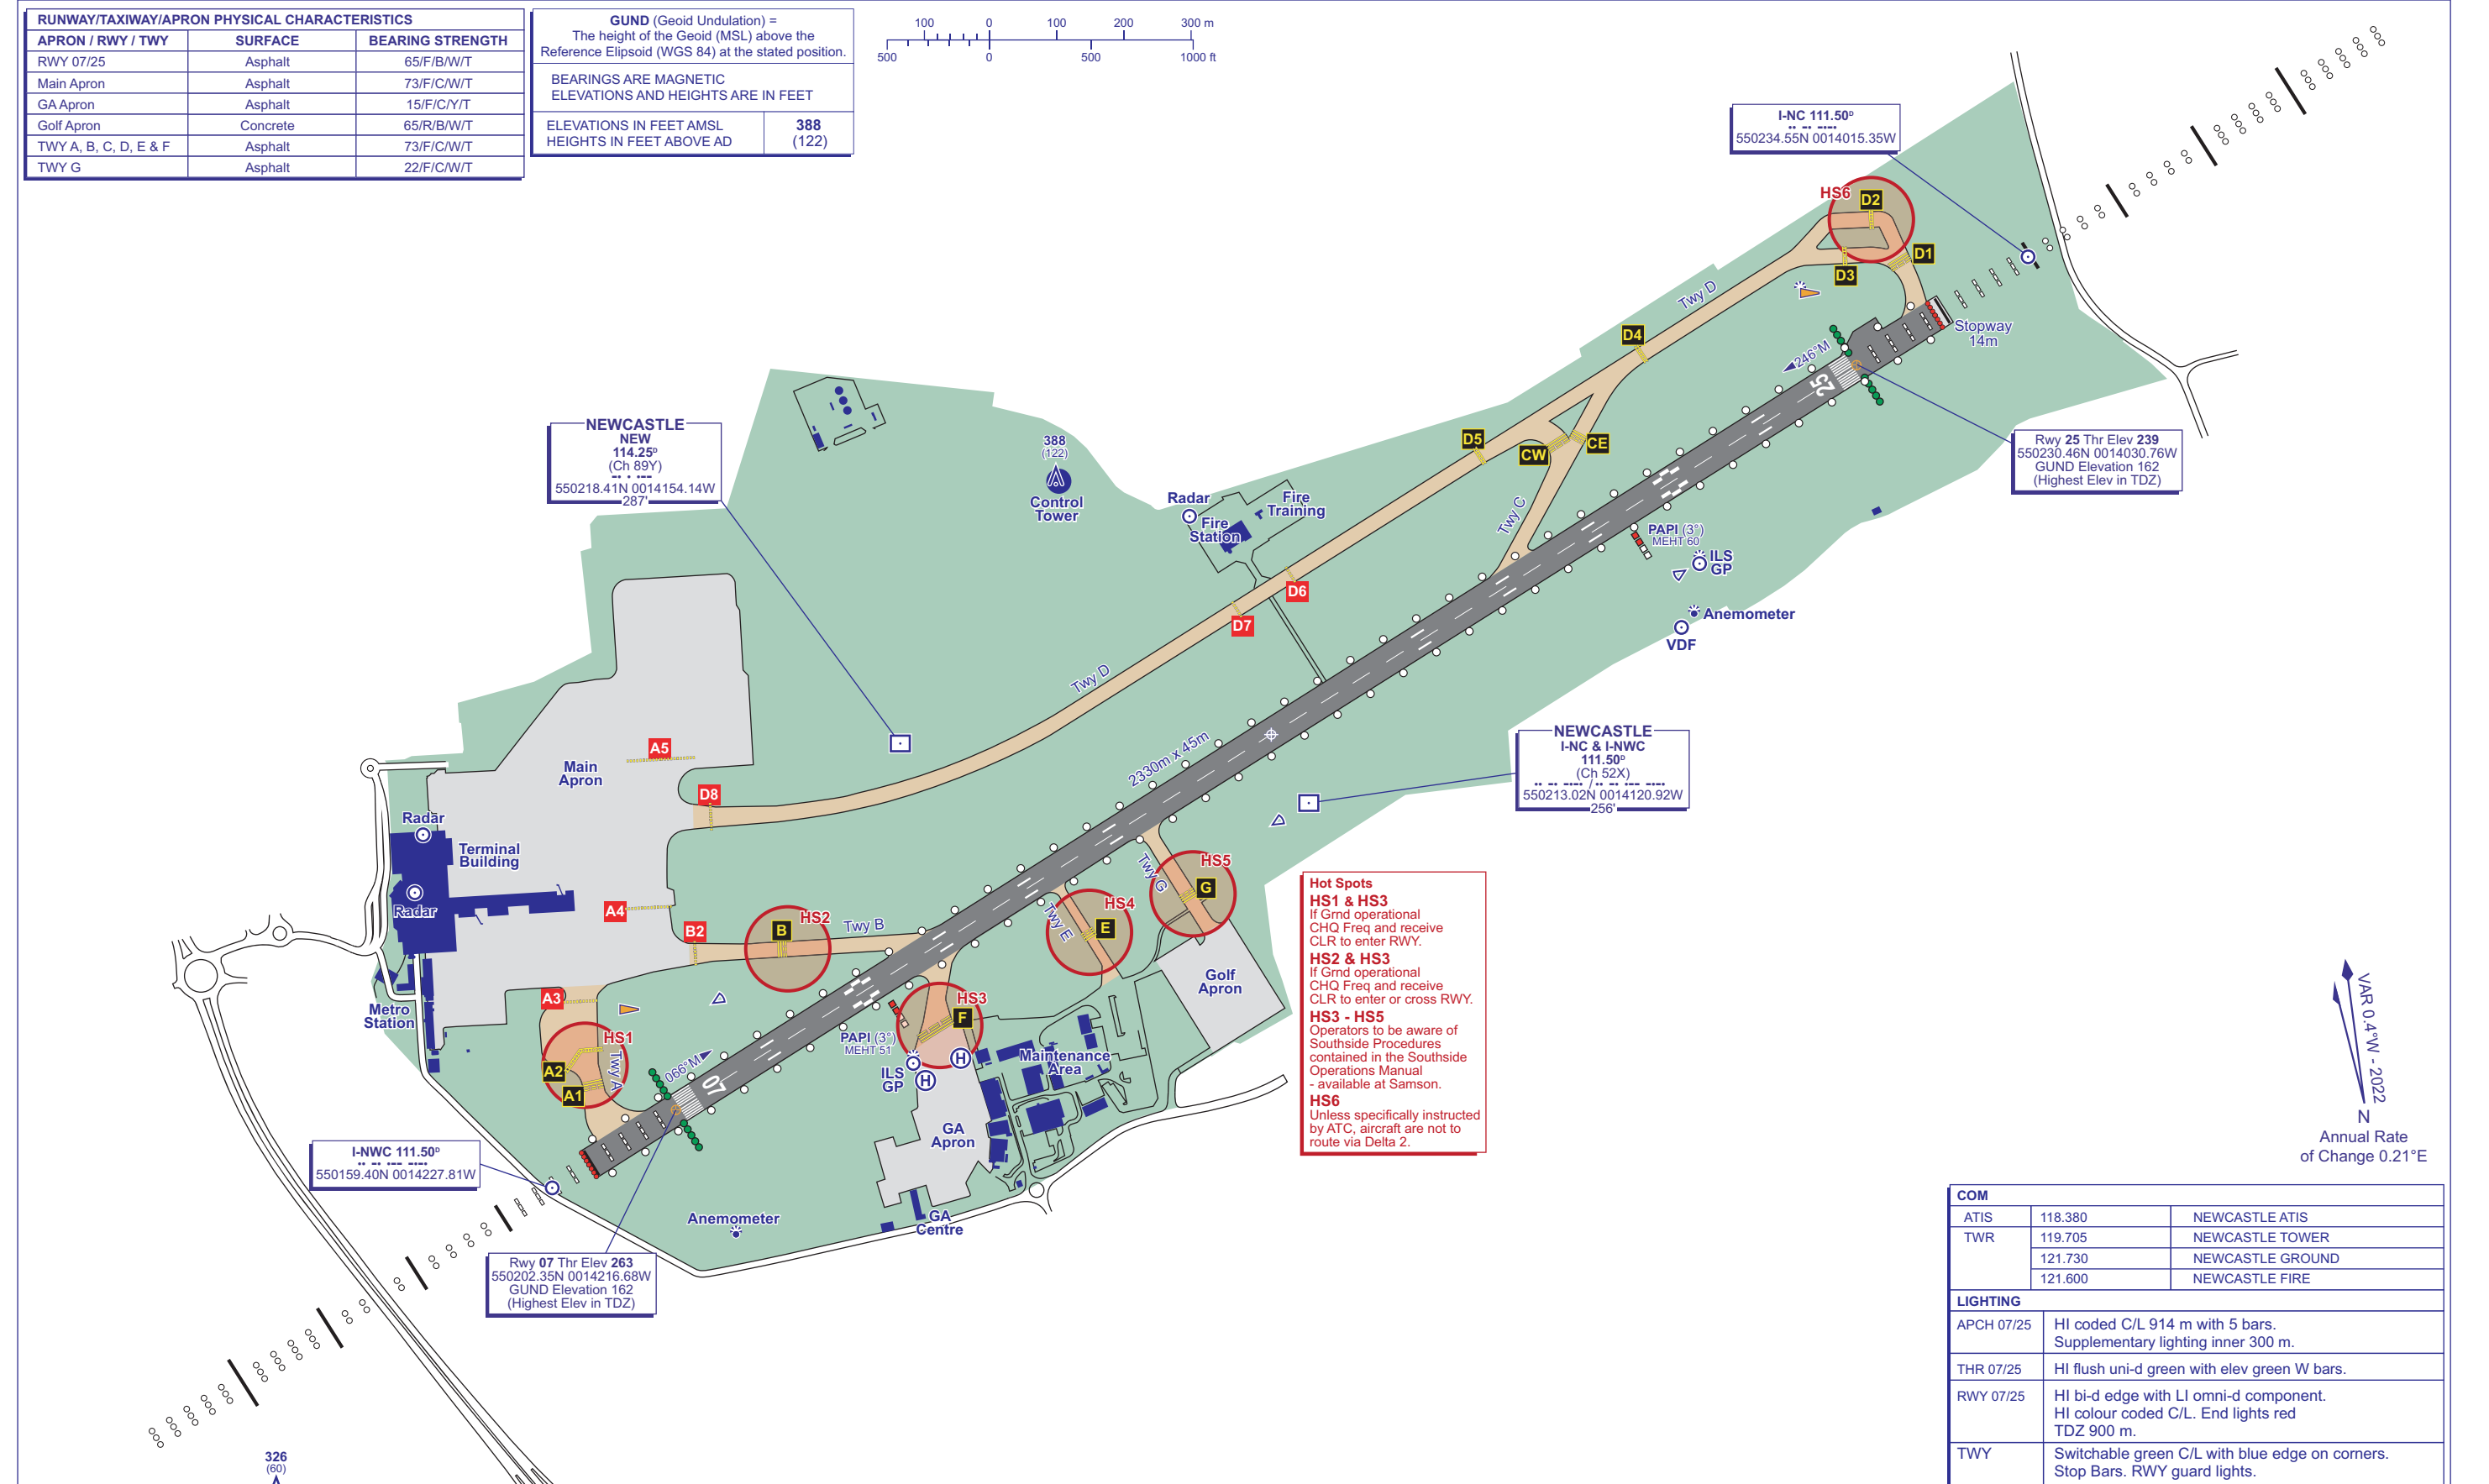 RUNWAY/TAXIWAY/APRON PHYSICAL CHARACTERISTICS
APRON / RWY / TWY SURFACE BEARING STRENGTH
RWY 07/25 Asphalt 65/F/B/W/T
Main Apron Asphalt 73/F/C/W/T
GA Apron Asphalt 15/F/C/Y/T
Golf Apron Concrete 65/R/B/W/T
TWY A, B, C, D, E & F Asphalt 73/F/C/W/T
TWY G Asphalt 22/F/C/W/T
GUND (Geoid Undulation) =
The height of the Geoid (MSL) above the
Reference Elipsoid (WGS 84) at the stated position.
BEARINGS ARE MAGNETIC
ELEVATIONS AND HEIGHTS ARE IN FEET
ELEVATIONS IN FEET AMSL 388
HEIGHTS IN FEET ABOVE AD (122)
100 0 100 200 300 m
500 0 500 1000 ft
I-NC 111.50ᴰ
550234.55N 0014015.35W
HS6
D2
D1
D3
Twy D
Stopway
14m
246°M
25
D4
D5
CW
CE
Twy C
Rwy 25 Thr Elev 239
550230.46N 0014030.76W
GUND Elevation 162
(Highest Elev in TDZ)
NEWCASTLE
NEW
114.25ᴰ
(Ch 89Y)
550218.41N 0014154.14W
287'
388
(122)
Control
Tower
Radar
Fire
Station
Fire
Training
D6
D7
PAPI (3°)
MEHT 60
ILS
GP
Anemometer
VDF
Twy D
2330m x 45m
NEWCASTLE
I-NC & I-NWC
111.50ᴰ
(Ch 52X)
550213.02N 0014120.92W
256'
A5
Main
Apron
D8
Radar
Terminal
Building
Radar
A4
B2
B
HS2
Twy B
Twy G
HS5
G
Twy E
HS4
E
Golf
Apron
A3
Metro
Station
HS1
A2
A1
Twy A
066°M
07
HS3
F
PAPI (3°)
MEHT 51
ILS
GP
H
H
Maintenance
Area
GA
Apron
GA
Centre
Anemometer
I-NWC 111.50ᴰ
550159.40N 0014227.81W
Rwy 07 Thr Elev 263
550202.35N 0014216.68W
GUND Elevation 162
(Highest Elev in TDZ)
326
(60)
Hot Spots
HS1 & HS3
If Grnd operational
CHQ Freq and receive
CLR to enter RWY.
HS2 & HS3
If Grnd operational
CHQ Freq and receive
CLR to enter or cross RWY.
HS3 - HS5
Operators to be aware of
Southside Procedures
contained in the Southside
Operations Manual
- available at Samson.
HS6
Unless specifically instructed
by ATC, aircraft are not to
route via Delta 2.
VAR 0.4°W - 2022
N
Annual Rate
of Change 0.21°E
COM
ATIS 118.380 NEWCASTLE ATIS
TWR 119.705 NEWCASTLE TOWER
121.730 NEWCASTLE GROUND
121.600 NEWCASTLE FIRE
LIGHTING
APCH 07/25 HI coded C/L 914 m with 5 bars.
Supplementary lighting inner 300 m.
THR 07/25 HI flush uni-d green with elev green W bars.
RWY 07/25 HI bi-d edge with LI omni-d component.
HI colour coded C/L. End lights red
TDZ 900 m.
TWY Switchable green C/L with blue edge on corners.
Stop Bars. RWY guard lights.